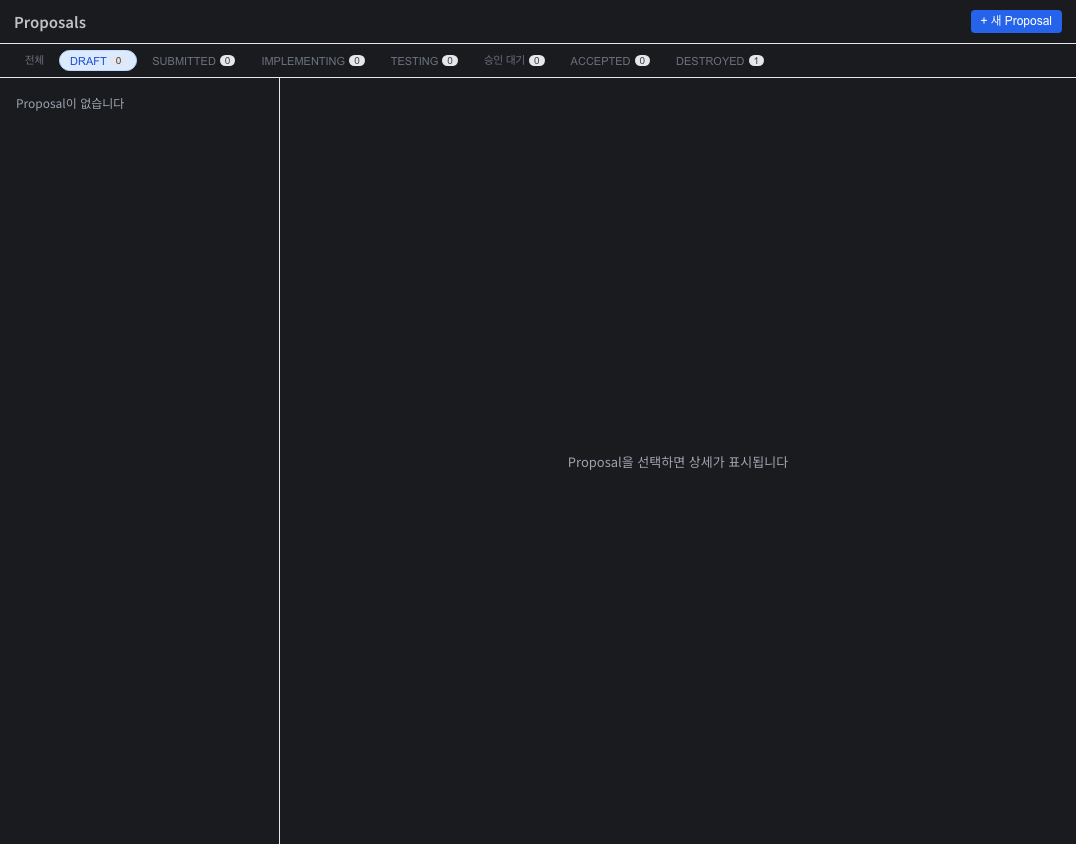 Proposals
+ 새 Proposal
전체 DRAFT 0 SUBMITTED 0 IMPLEMENTING 0 TESTING 0 승인 대기 0 ACCEPTED 0 DESTROYED 1
Proposal이 없습니다
Proposal을 선택하면 상세가 표시됩니다